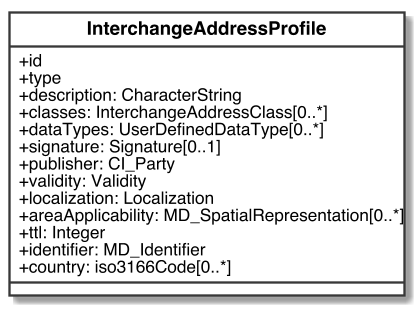 InterchangeAddressProfile
+id
+type
+description: CharacterString
+classes: InterchangeAddressClass[0..*]
+dataTypes: UserDefinedDataType[0..*]
+signature: Signature[0..1]
+publisher: CI_Party
+validity: Validity
+localization: Localization
+areaApplicability: MD_SpatialRepresentation[0..*]
+ttl: Integer
+identifier: MD_Identifier
+country: iso3166Code[0..*]